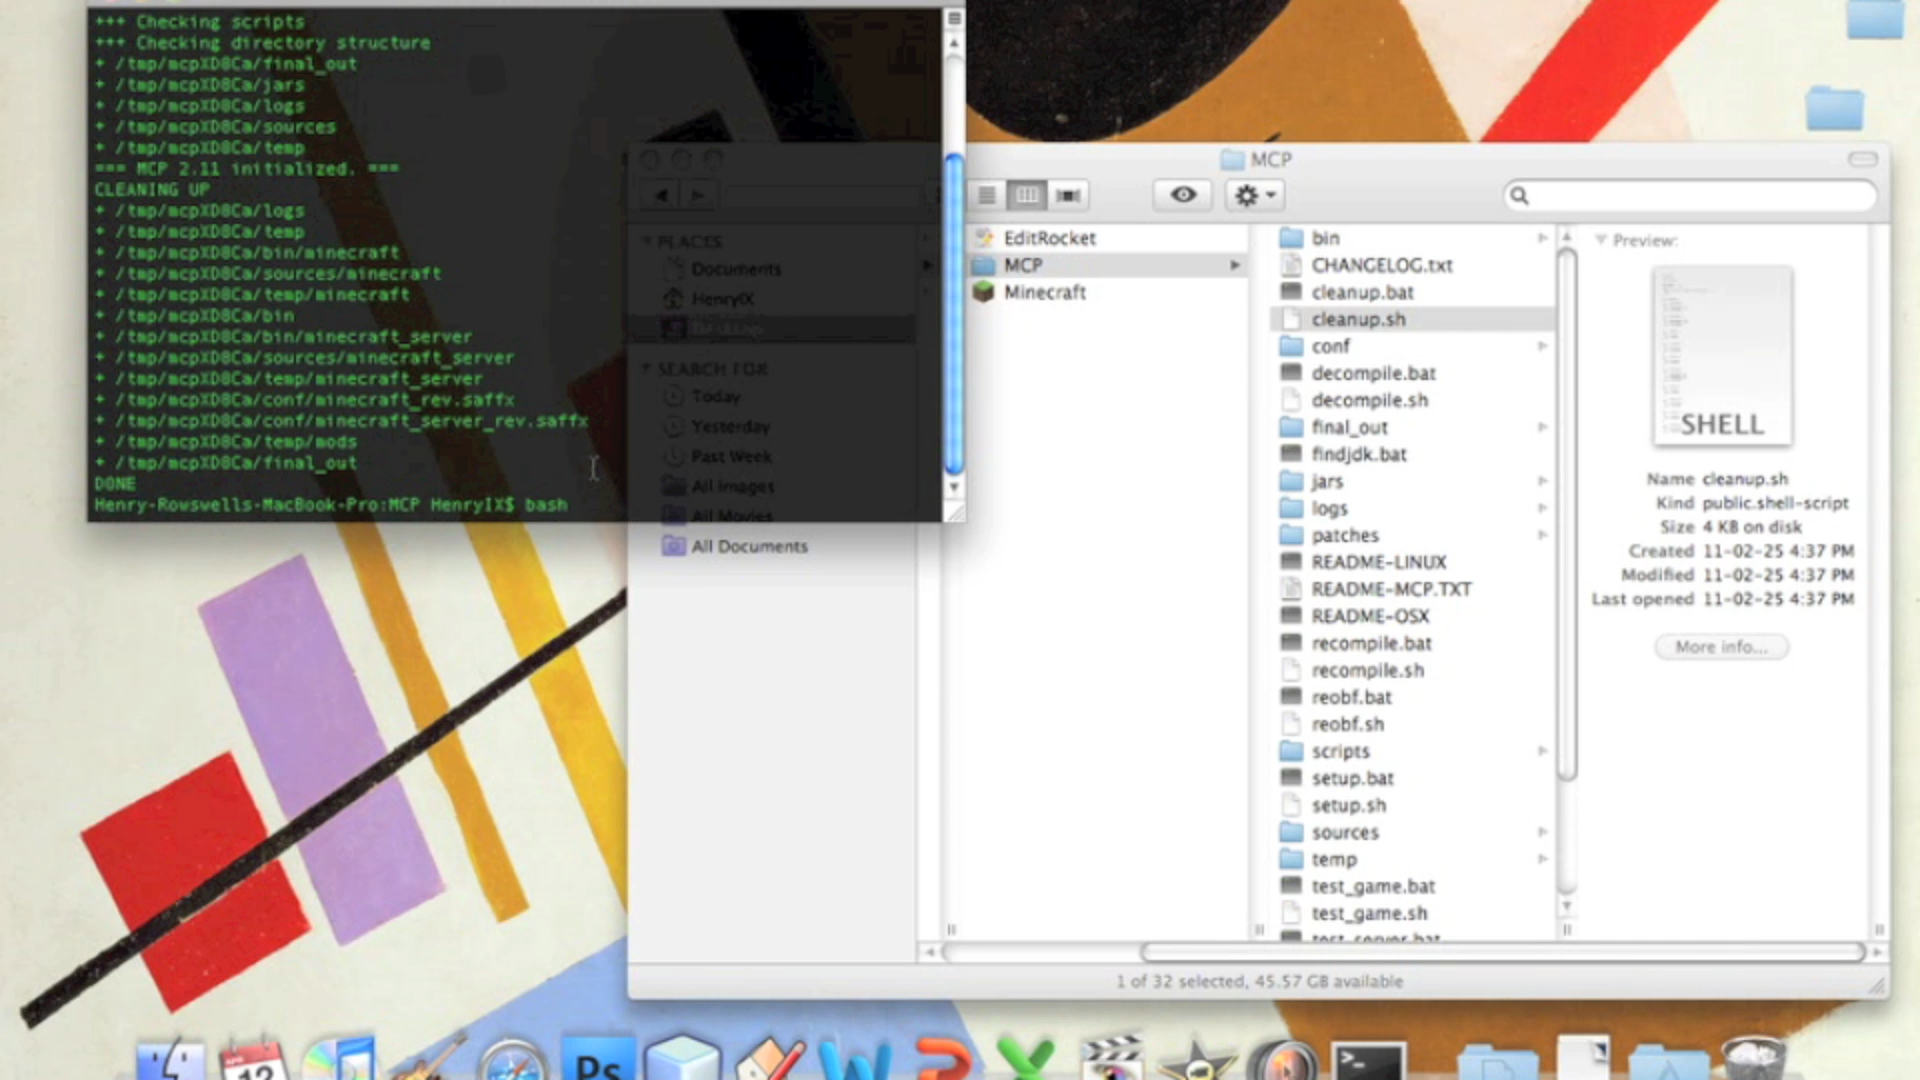 +++ Checking scripts
+++ Checking directory structure
+ /tmp/mcpXD8Ca/final_out
+ /tmp/mcpXD8Ca/jars
+ /tmp/mcpXD8Ca/logs
+ /tmp/mcpXD8Ca/sources
+ /tmp/mcpXD8Ca/temp
=== MCP 2.11 initialized. ===
CLEANING UP
+ /tmp/mcpXD8Ca/logs
+ /tmp/mcpXD8Ca/temp
+ /tmp/mcpXD8Ca/bin/minecraft
+ /tmp/mcpXD8Ca/sources/minecraft
+ /tmp/mcpXD8Ca/temp/minecraft
+ /tmp/mcpXD8Ca/bin
+ /tmp/mcpXD8Ca/bin/minecraft_server
+ /tmp/mcpXD8Ca/sources/minecraft_server
+ /tmp/mcpXD8Ca/temp/minecraft_server
+ /tmp/mcpXD8Ca/conf/minecraft_rev.saffx
+ /tmp/mcpXD8Ca/conf/minecraft_server_rev.saffx
+ /tmp/mcpXD8Ca/temp/mods
+ /tmp/mcpXD8Ca/final_out
DONE
Henry-Rowswells-MacBook-Pro:MCP HenryIX$ bash
MCP
PLACES
Documents
HenryIX
Desktop
SEARCH FOR
Today
Yesterday
Past Week
All Images
All Movies
All Documents
EditRocket
MCP
Minecraft
bin
CHANGELOG.txt
cleanup.bat
cleanup.sh
conf
decompile.bat
decompile.sh
final_out
findjdk.bat
jars
logs
patches
README-LINUX
README-MCP.TXT
README-OSX
recompile.bat
recompile.sh
reobf.bat
reobf.sh
scripts
setup.bat
setup.sh
sources
temp
test_game.bat
test_game.sh
test_server.bat
Preview:
SHELL
Name cleanup.sh
Kind public.shell-script
Size 4 KB on disk
Created 11-02-25 4:37 PM
Modified 11-02-25 4:37 PM
Last opened 11-02-25 4:37 PM
More info...
1 of 32 selected, 45.57 GB available
APR
12
Ps
>_